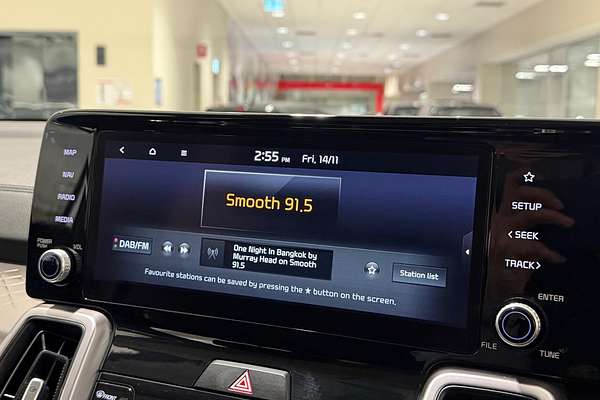 2:55 PM Fri, 14/11
MAP
NAV
RADIO
MEDIA
POWER
PUSH
VOL
Smooth 91.5
DAB/FM
One Night In Bangkok by
Murray Head on Smooth
91.5
Station list
Favourite stations can be saved by pressing the ★ button on the screen.
☆
SETUP
< SEEK
TRACK >
ENTER
FILE
TUNE
FRONT